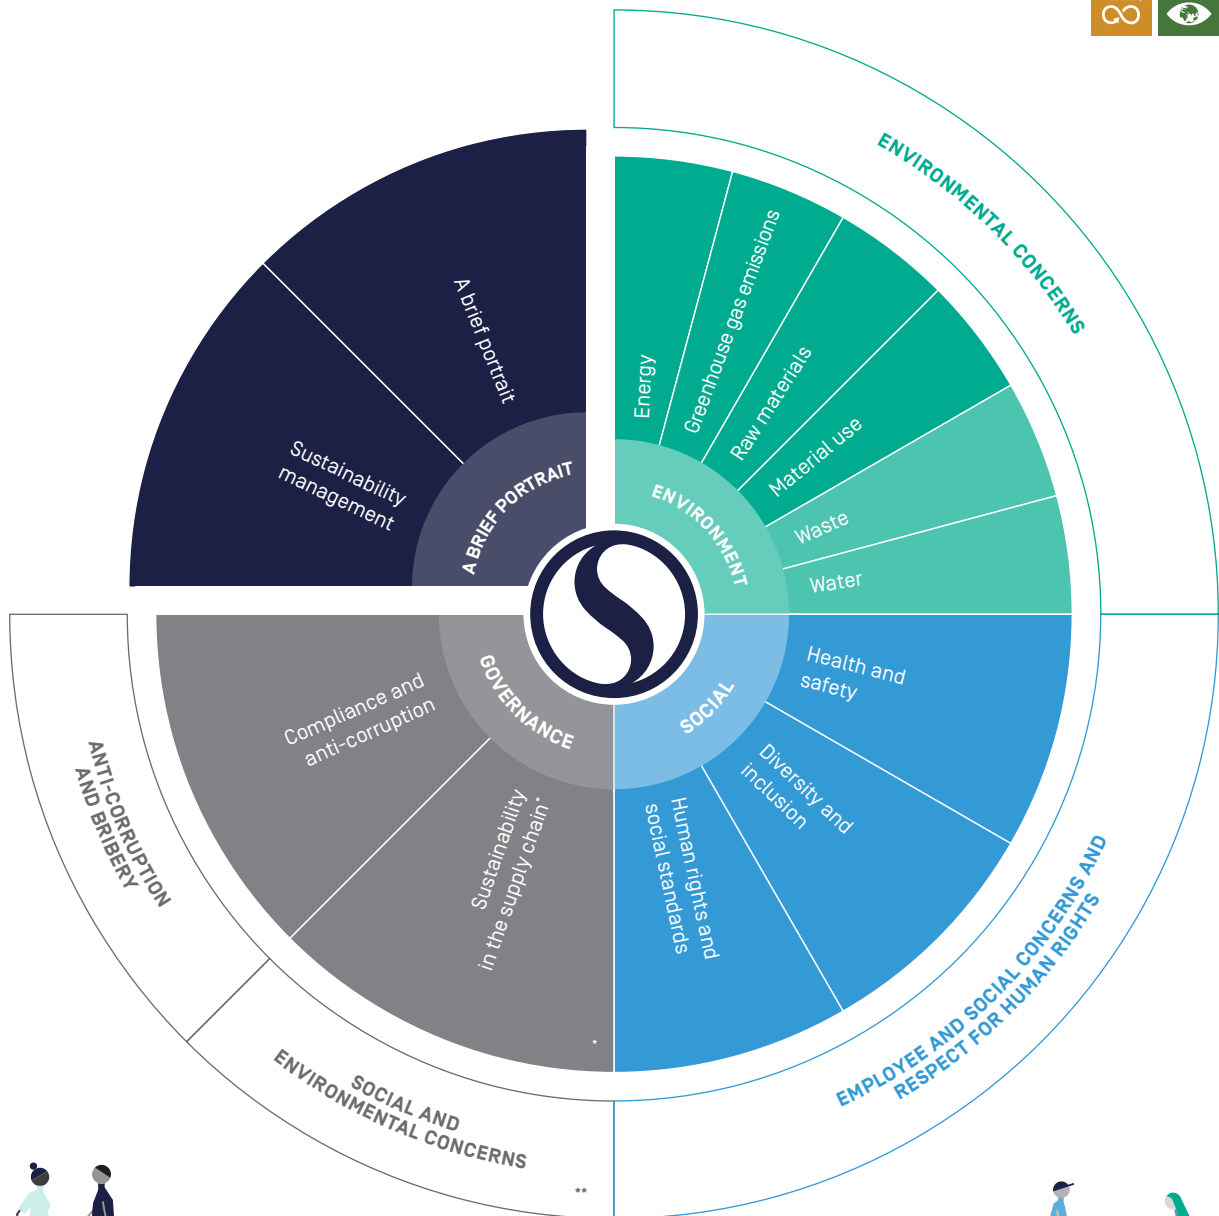 ENVIRONMENTAL CONCERNS
A brief portrait
Sustainability
management
A BRIEF PORTRAIT
Energy
Greenhouse gas emissions
Raw materials
Material use
Waste
Water
ENVIRONMENT
Health and
safety
Diversity and
inclusion
Human rights and
social standards
SOCIAL
EMPLOYEE AND SOCIAL CONCERNS AND
RESPECT FOR HUMAN RIGHTS
GOVERNANCE
Compliance and
anti-corruption
Sustainability
in the supply chain*
*
ANTI-CORRUPTION
AND BRIBERY
SOCIAL AND
ENVIRONMENTAL CONCERNS
**